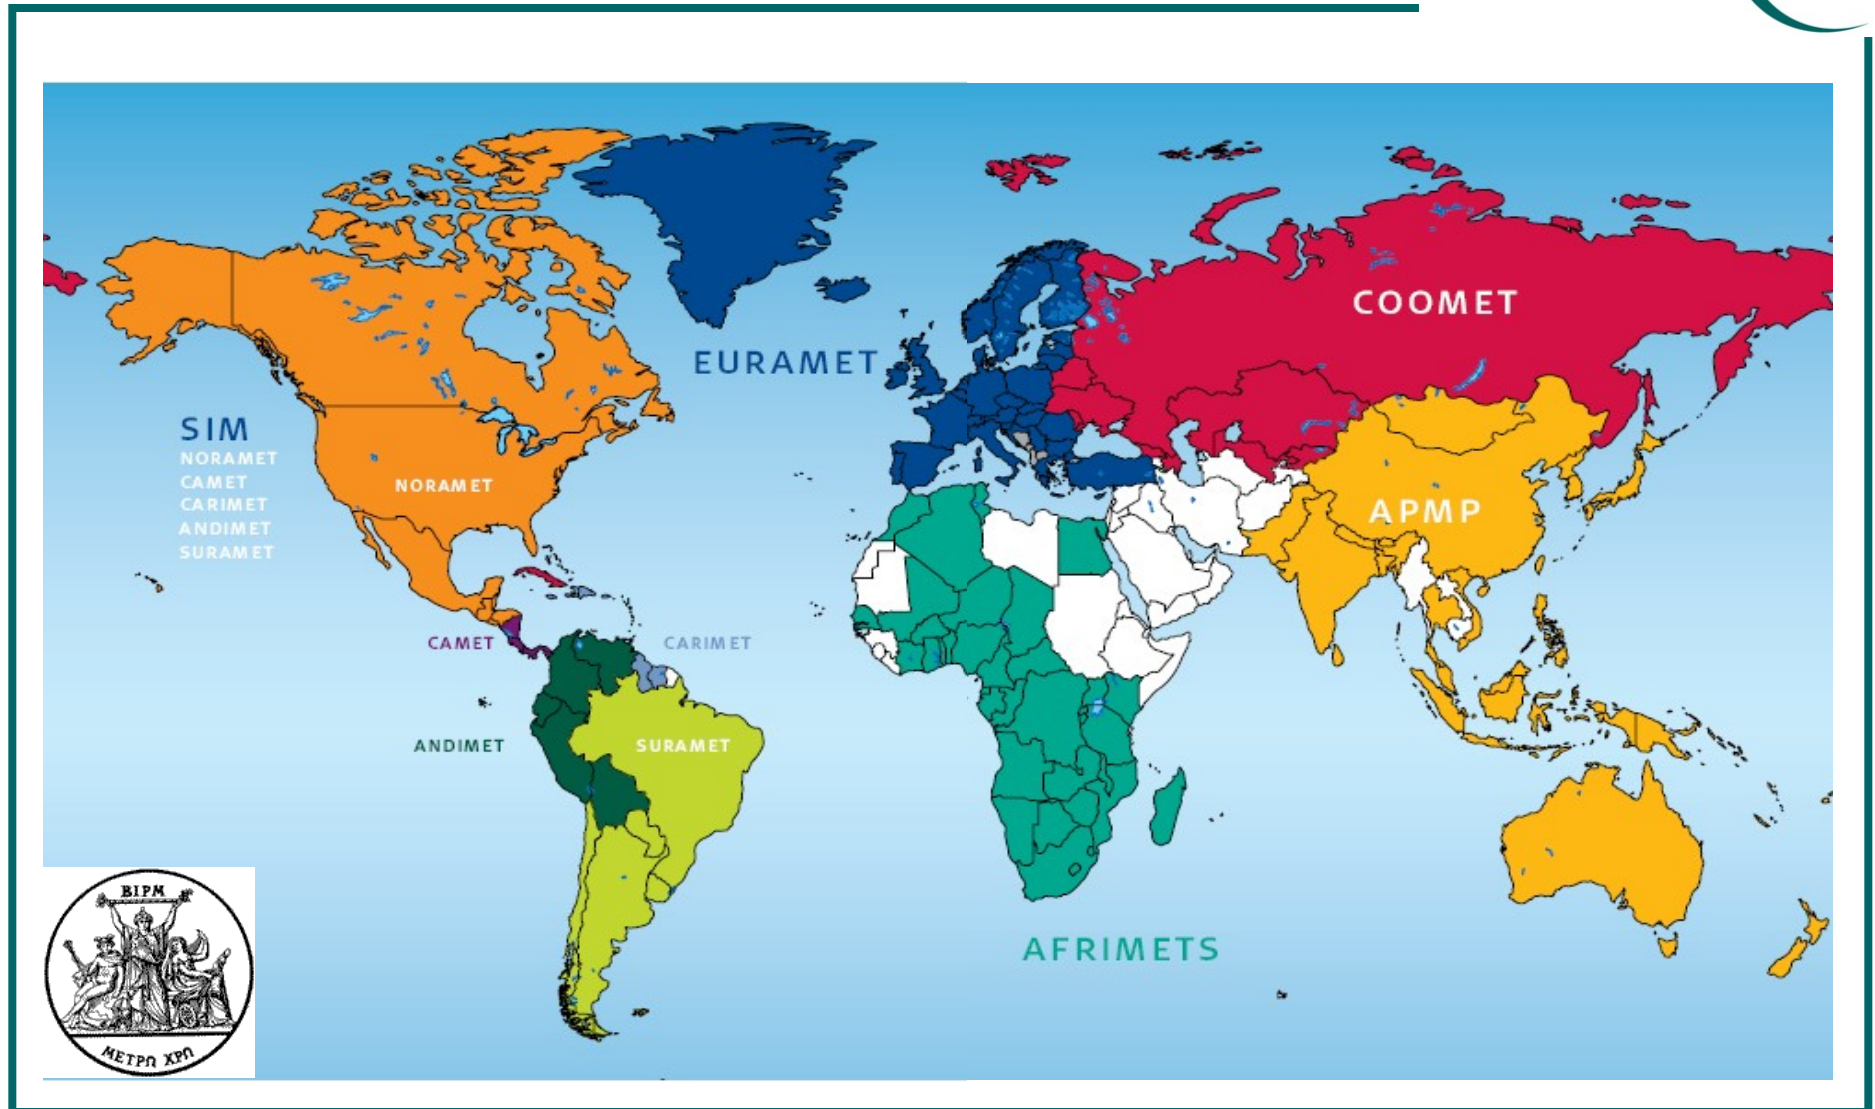 COOMET
EURAMET
SIM
NORAMET
CAMET
CARIMET
ANDIMET
SURAMET
NORAMET
APMP
CAMET
CARIMET
ANDIMET
SURAMET
AFRIMETS
BIPM
ΜΕΤΡΩ ΧΡΩ